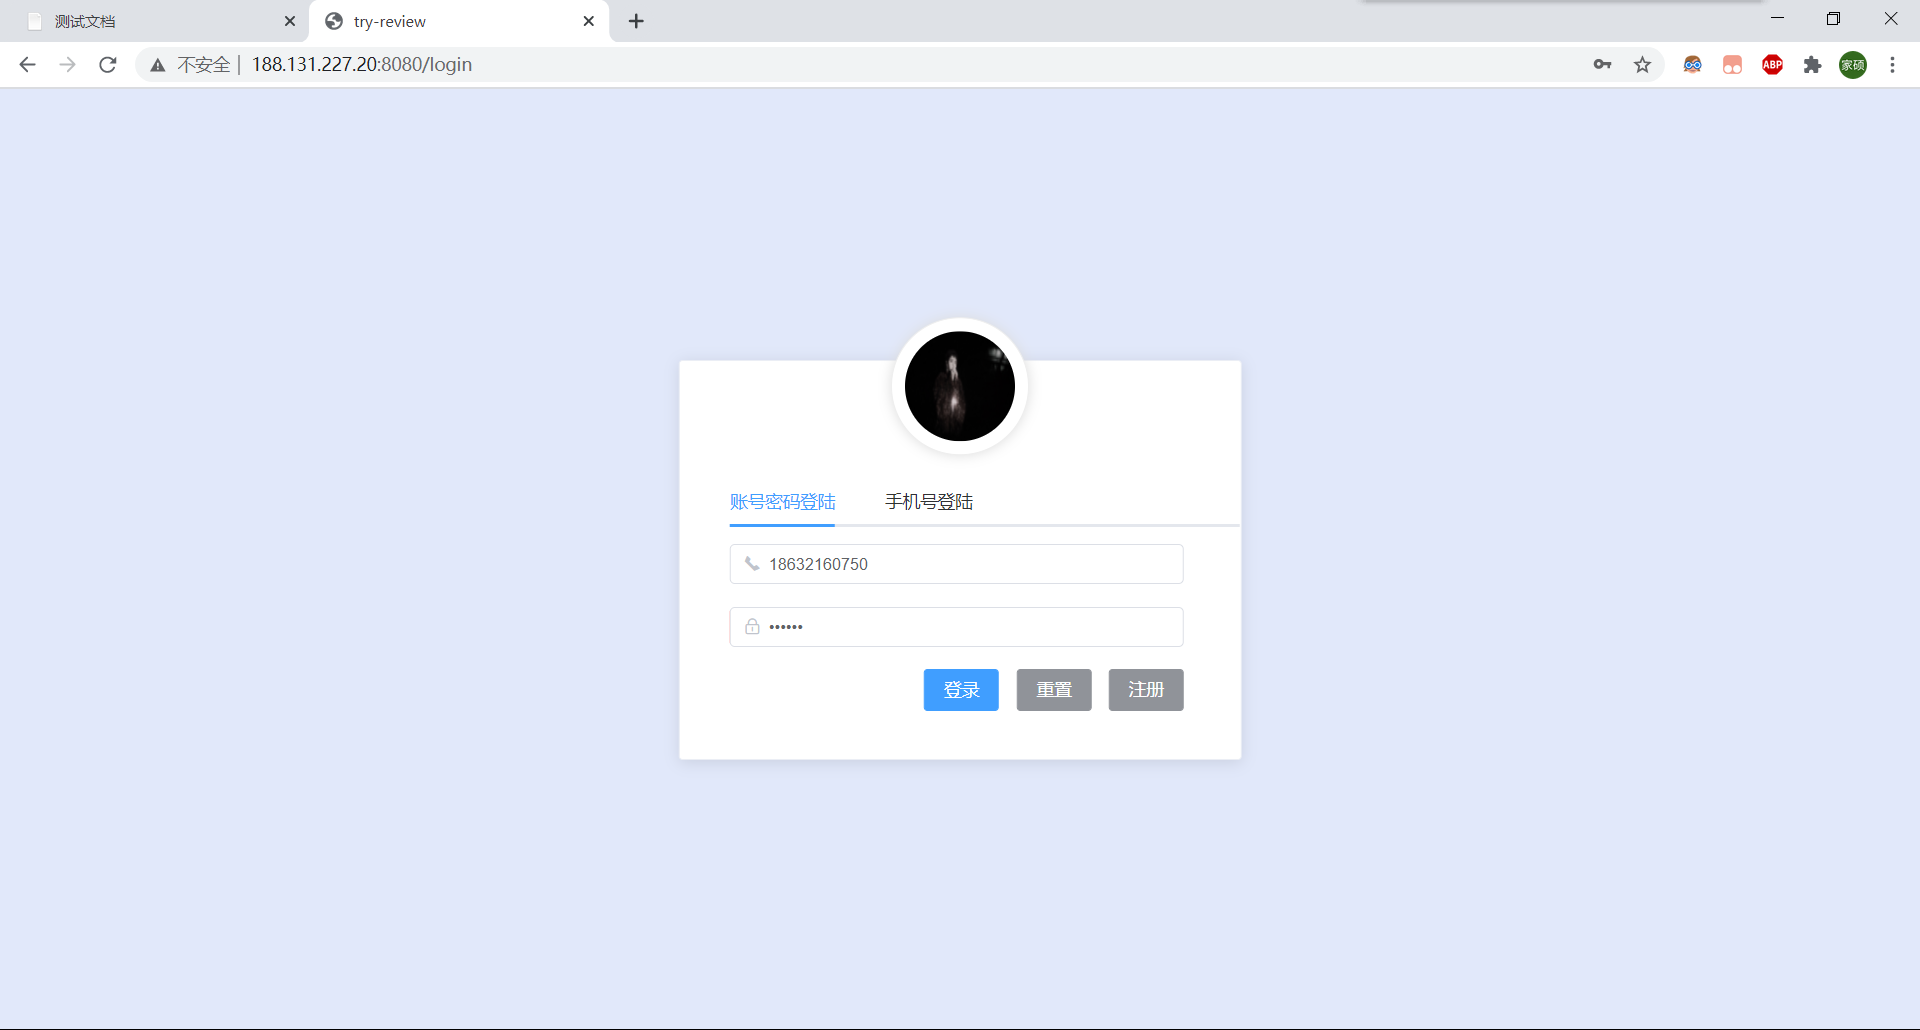 测试文档
try-review
不安全
188.131.227.20:8080/login
ABP
家硕
账号密码登陆
手机号登陆
18632160750
••••••
登录
重置
注册